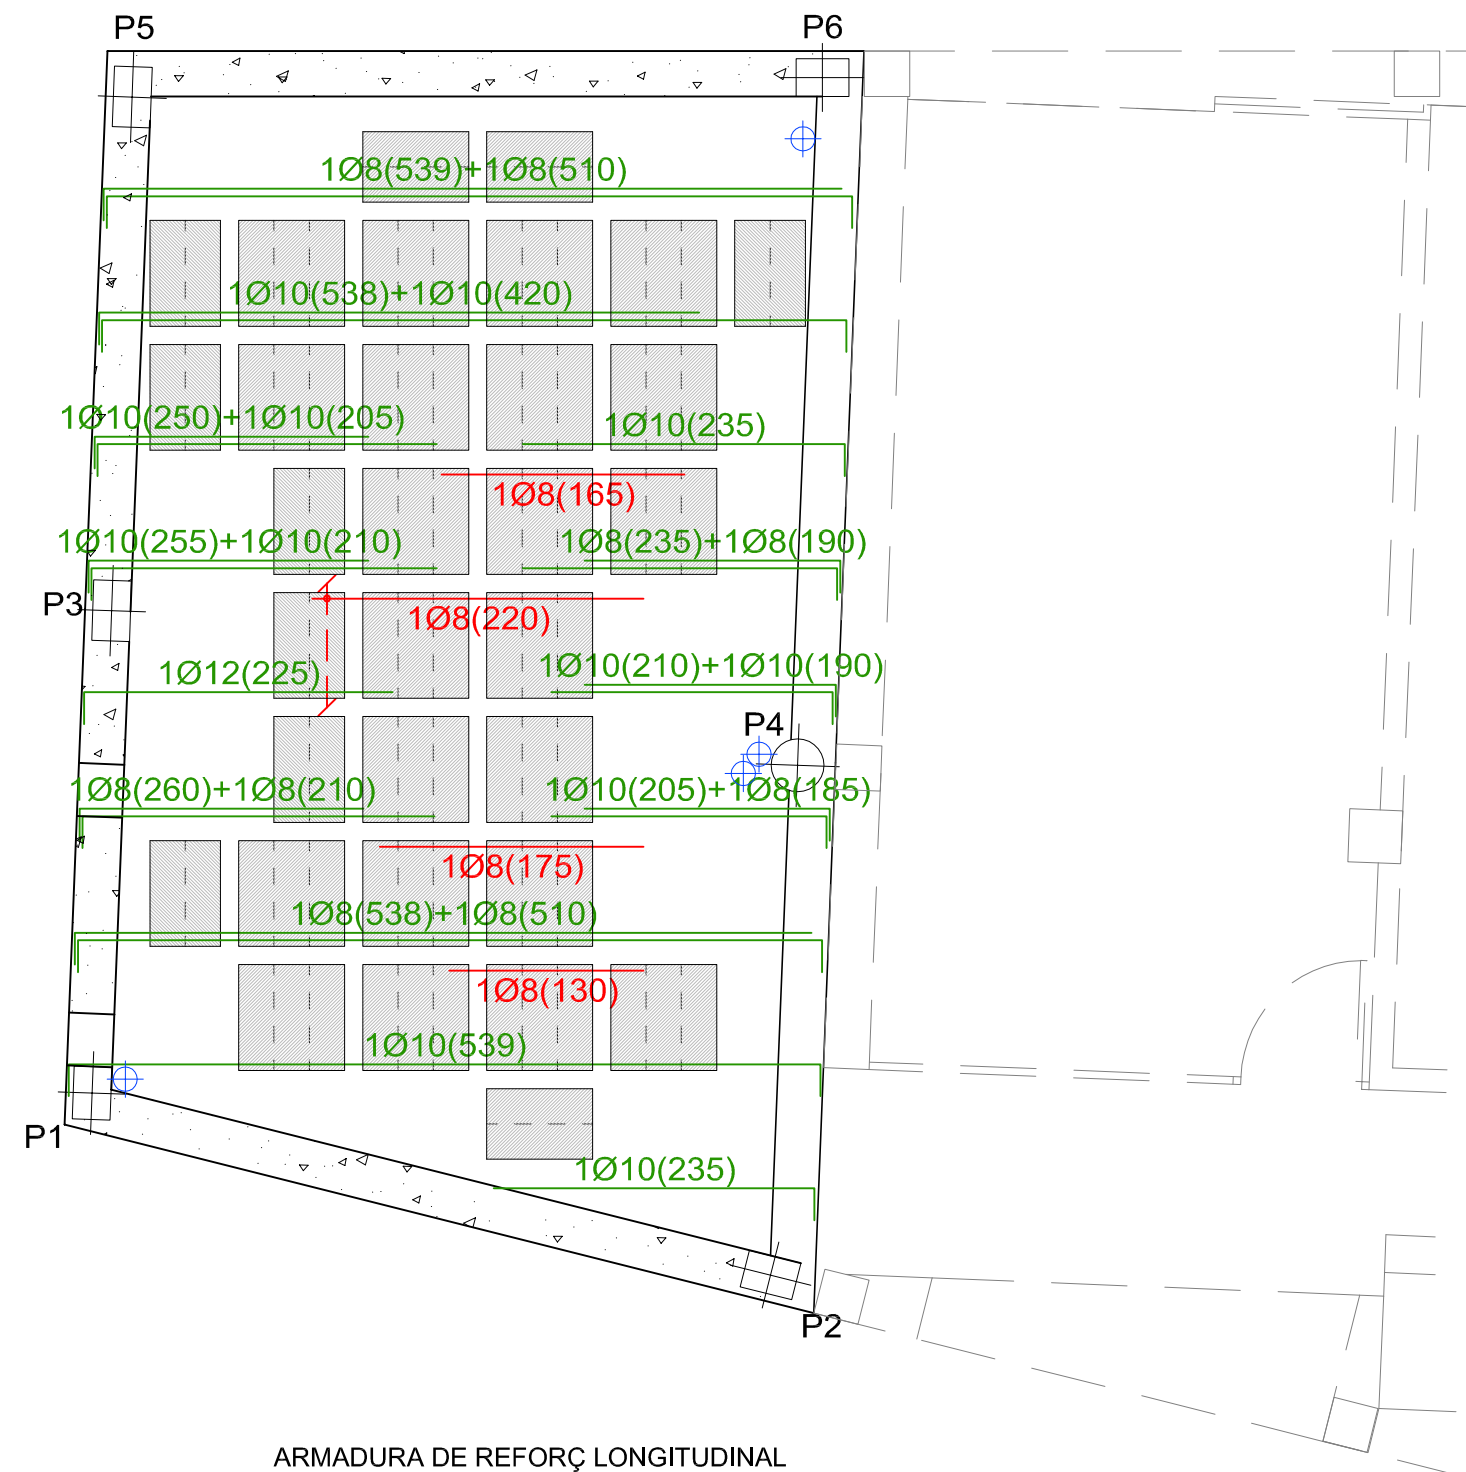 P5
P6
1Ø8(539)+1Ø8(510)
1Ø10(538)+1Ø10(420)
1Ø10(250)+1Ø10(205)
1Ø10(235)
1Ø8(165)
1Ø10(255)+1Ø10(210)
1Ø8(235)+1Ø8(190)
P3
1Ø8(220)
1Ø12(225)
1Ø10(210)+1Ø10(190)
P4
1Ø8(260)+1Ø8(210)
1Ø10(205)+1Ø8(185)
1Ø8(175)
1Ø8(538)+1Ø8(510)
1Ø8(130)
1Ø10(539)
P1
1Ø10(235)
P2
ARMADURA DE REFORÇ LONGITUDINAL